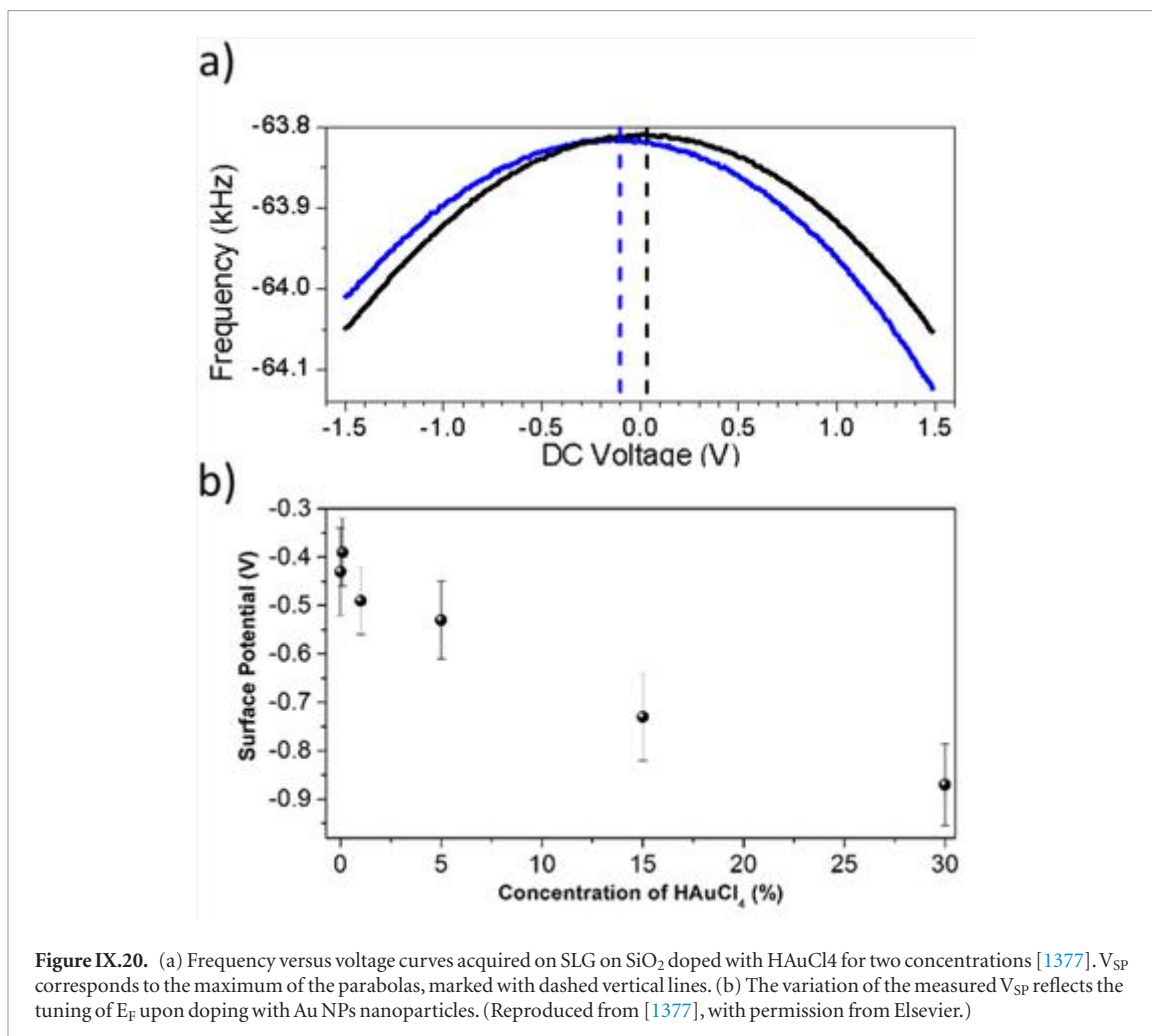 a)
-63.8
-63.9
-64.0
-64.1
Frequency (kHz)
-1.5 -1.0 -0.5 0.0 0.5 1.0 1.5
DC Voltage (V)
b)
-0.3
-0.4
-0.5
-0.6
-0.7
-0.8
-0.9
Surface Potential (V)
0 5 10 15 20 25 30
Concentration of HAuCl4 (%)
Figure IX.20. (a) Frequency versus voltage curves acquired on SLG on SiO2 doped with HAuCl4 for two concentrations [1377]. VSP
corresponds to the maximum of the parabolas, marked with dashed vertical lines. (b) The variation of the measured VSP reflects the
tuning of EF upon doping with Au NPs nanoparticles. (Reproduced from [1377], with permission from Elsevier.)